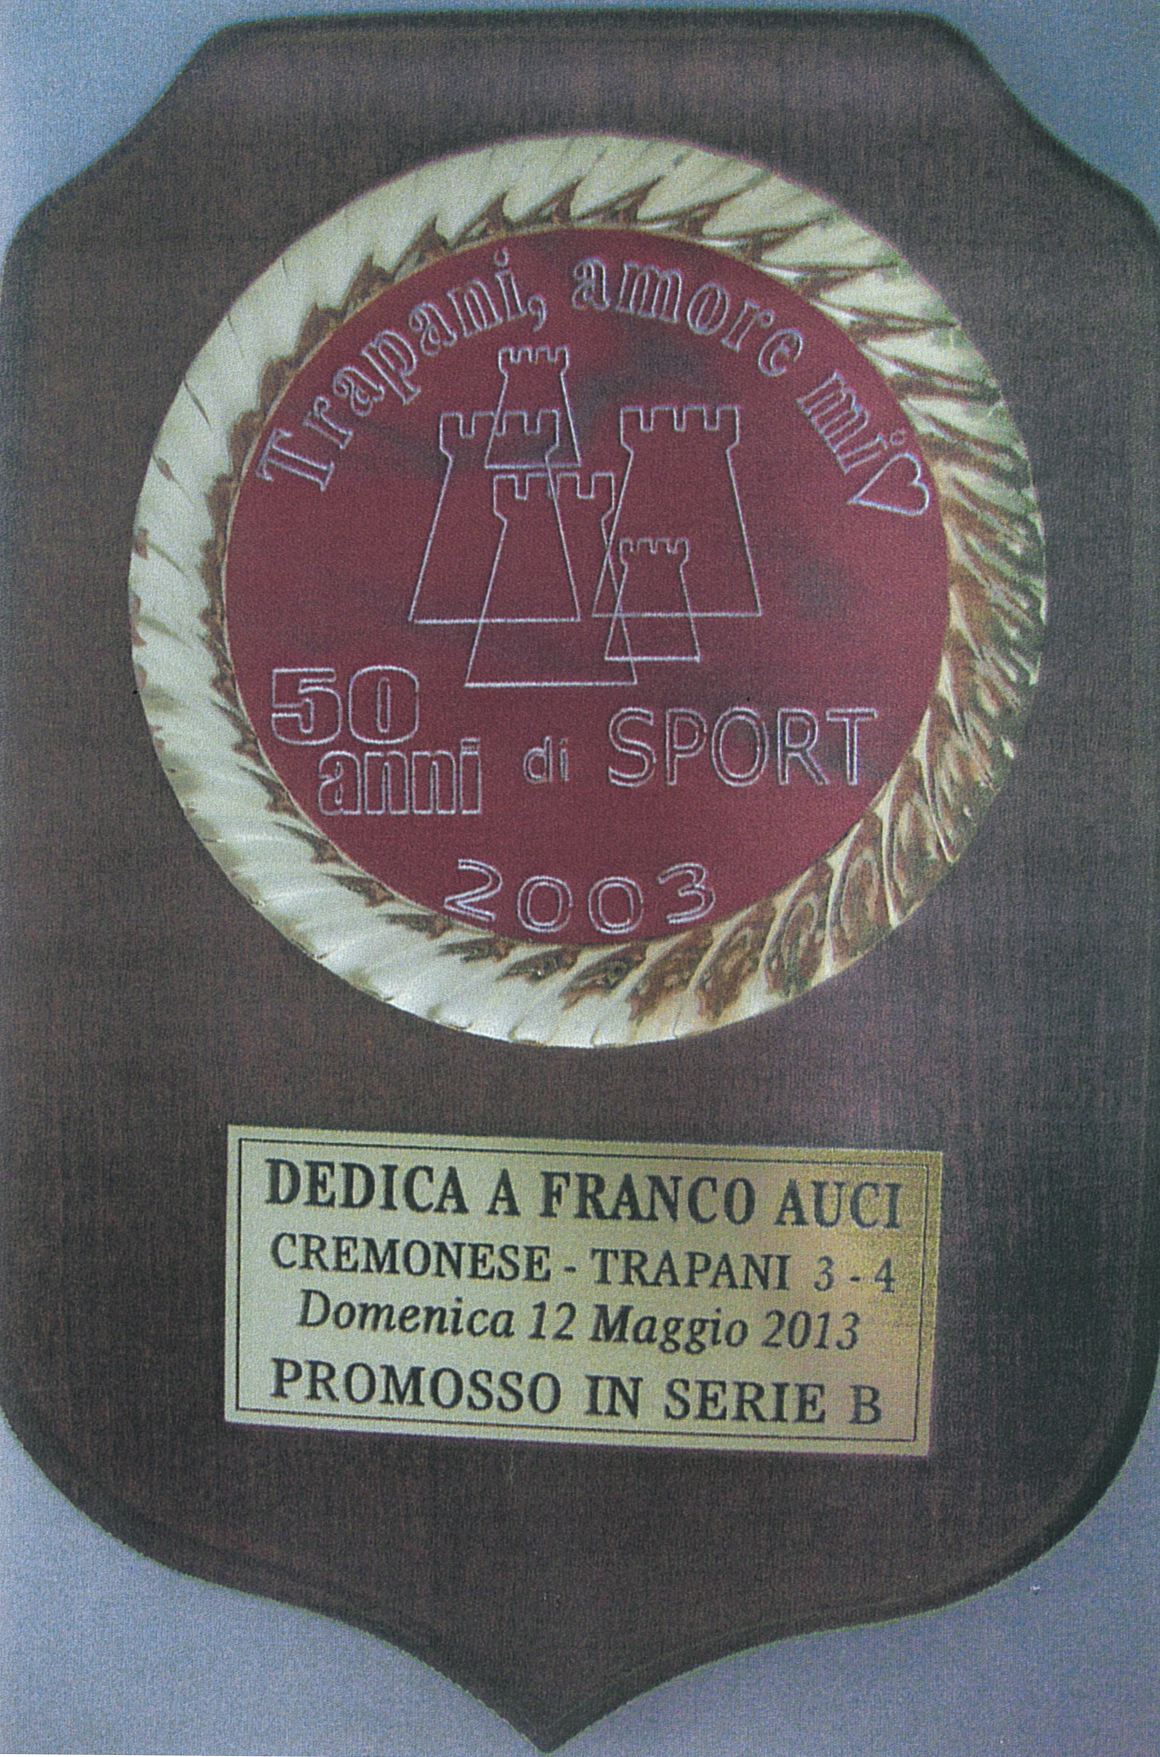 Trapani, amore mi♡
50 anni di SPORT
2003
DEDICA A FRANCO AUCI
CREMONESE - TRAPANI 3 - 4
Domenica 12 Maggio 2013
PROMOSSO IN SERIE B